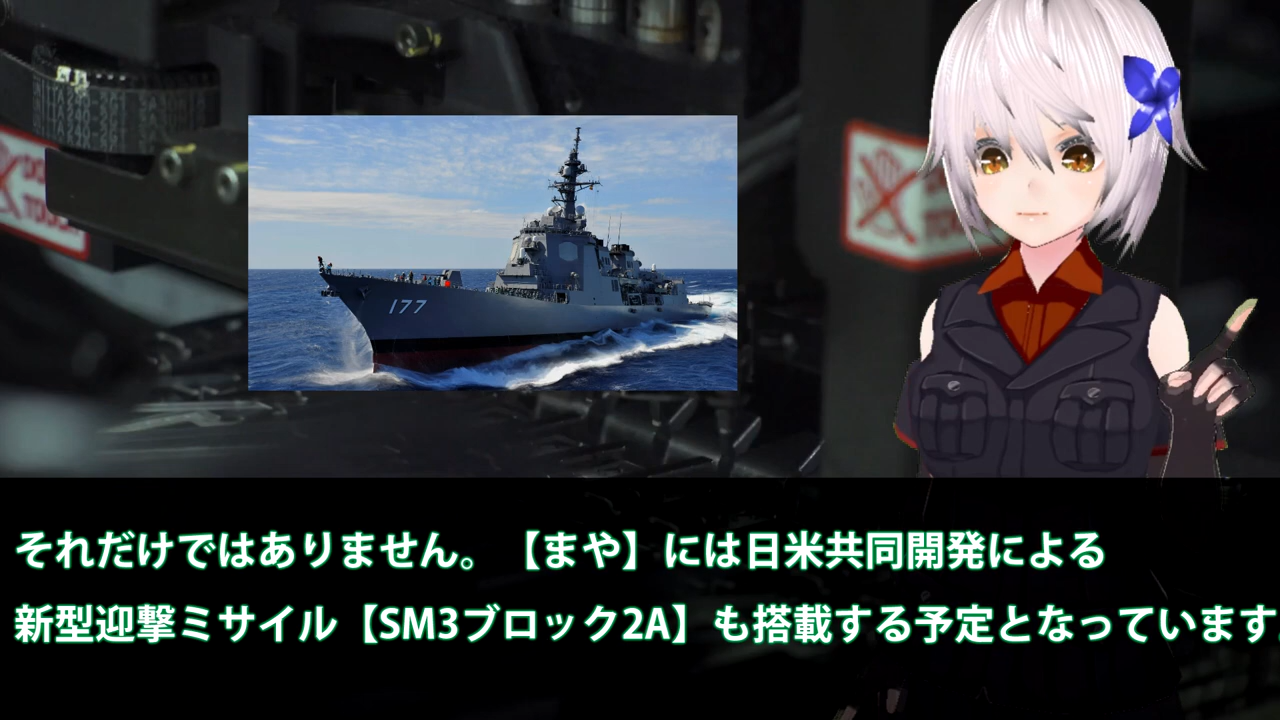 177
それだけではありません。【まや】には日米共同開発による
新型迎撃ミサイル【SM3ブロック2A】も搭載する予定となっています